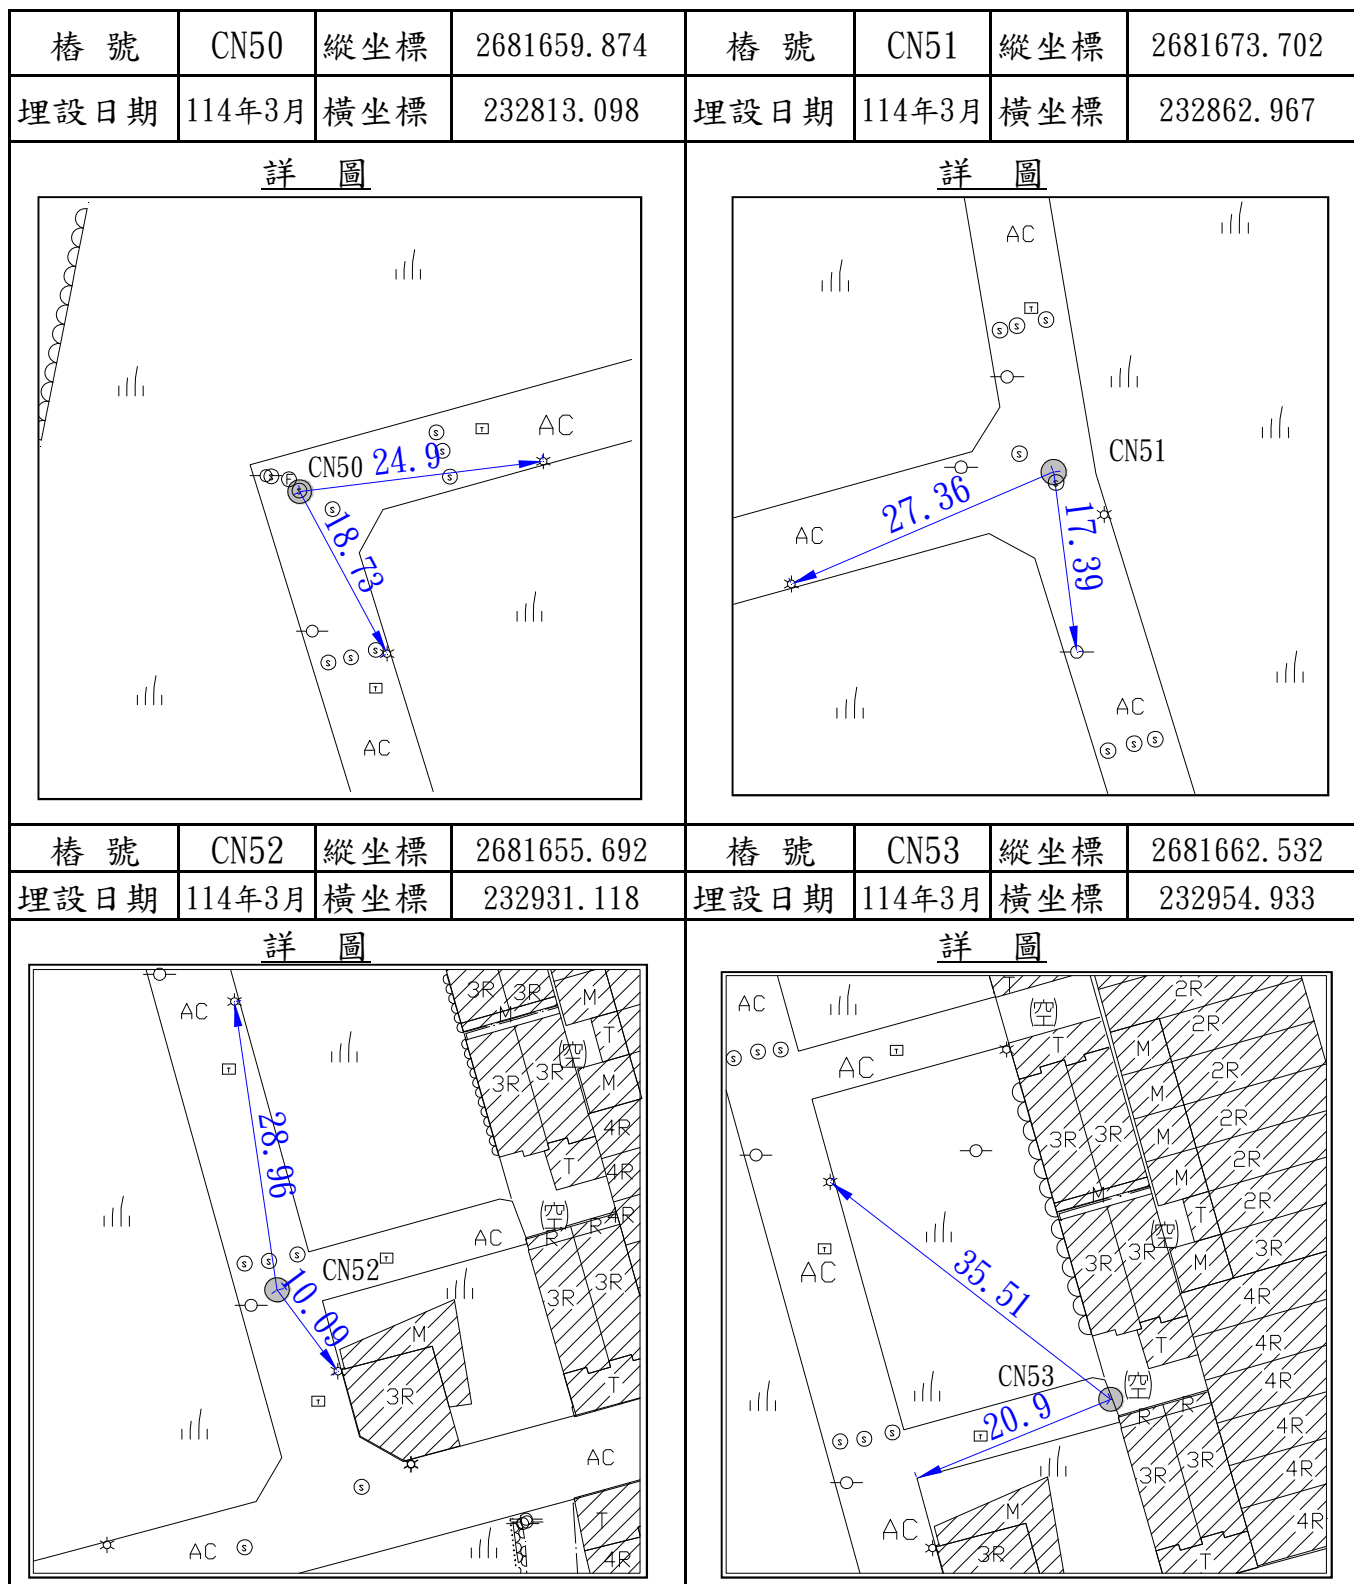 樁 號 CN50 縱坐標 2681659.874 樁 號 CN51 縱坐標 2681673.702
埋設日期 114年3月 橫坐標 232813.098 埋設日期 114年3月 橫坐標 232862.967
詳 圖
CN50 24.9
AC
18.73
F
S
T
AC
詳 圖
AC
T
S
CN51
27.36
17.39
AC
AC
樁 號 CN52 縱坐標 2681655.692 樁 號 CN53 縱坐標 2681662.532
埋設日期 114年3月 橫坐標 232931.118 埋設日期 114年3月 橫坐標 232954.933
詳 圖
3R 3R M
AC
M
T
(空)
T
3R 3R M
28.96
4R
T 4R
(空) 4R
AC R R
CN52 T
3R 3R
10.09
M
3R T
T
AC
S
AC S
T
4R
詳 圖
AC T 2R
(空) 2R
S S S AC T T M 2R
M
3R 3R M 2R
M 2R
M T
(空) 3R
T 3R 3R M
AC 35.51 4R
T 4R
CN53 (空) 4R
20.9 R R
S S S T 4R
3R 3R 4R
M
AC 4R
3R T